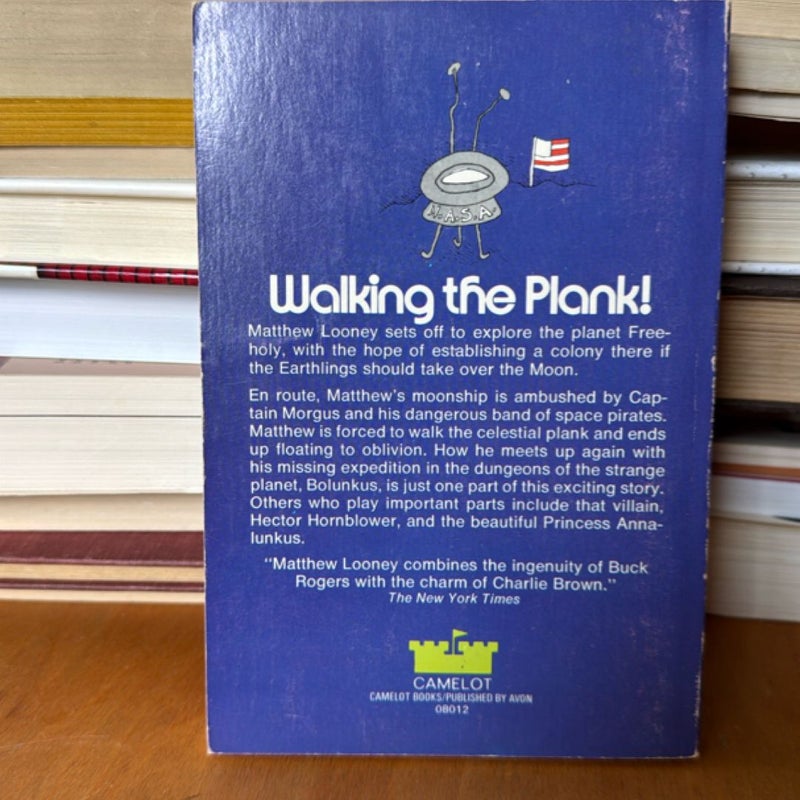 N.A.S.A.
Walking the Plank!
Matthew Looney sets off to explore the planet Free-
holy, with the hope of establishing a colony there if
the Earthlings should take over the Moon.
En route, Matthew's moonship is ambushed by Cap-
tain Morgus and his dangerous band of space pirates.
Matthew is forced to walk the celestial plank and ends
up floating to oblivion. How he meets up again with
his missing expedition in the dungeons of the strange
planet, Bolunkus, is just one part of this exciting story.
Others who play important parts include that villain,
Hector Hornblower, and the beautiful Princess Anna-
lunkus.
"Matthew Looney combines the ingenuity of Buck
Rogers with the charm of Charlie Brown."
The New York Times
CAMELOT
CAMELOT BOOKS/PUBLISHED BY AVON
08012